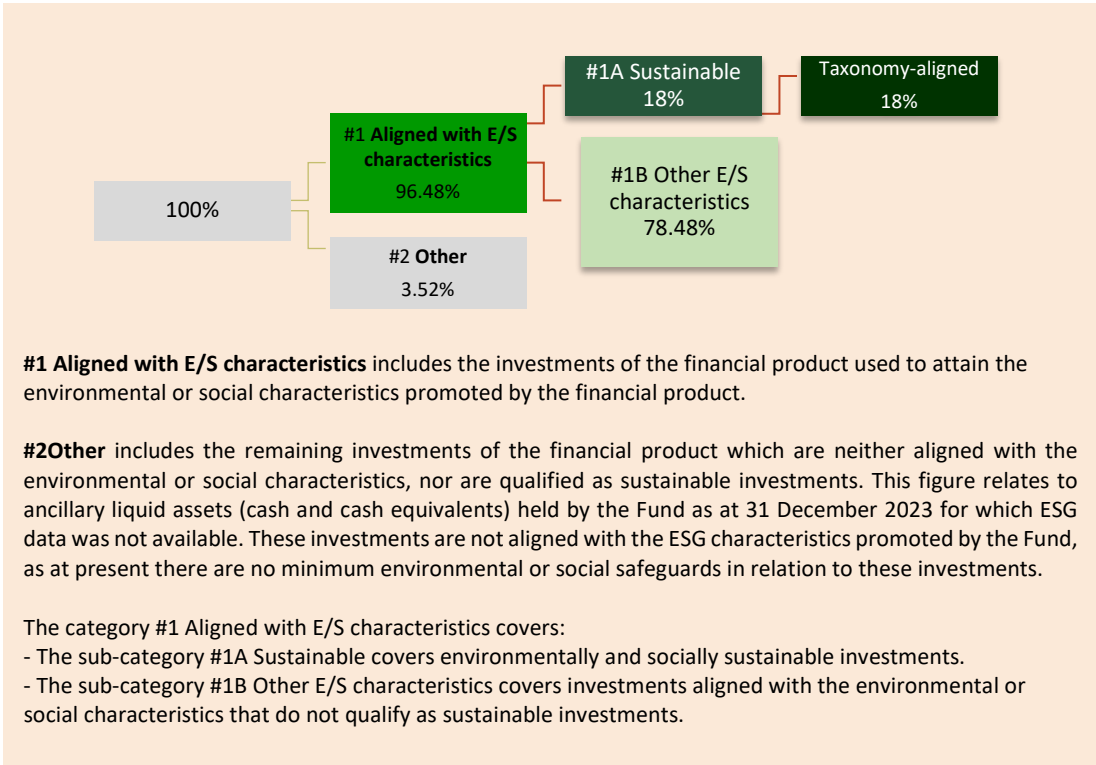 100%
#1 Aligned with E/S
characteristics
96.48%
#2 Other
3.52%
#1A Sustainable
18%
#1B Other E/S
characteristics
78.48%
Taxonomy-aligned
18%
#1 Aligned with E/S characteristics includes the investments of the financial product used to attain the
environmental or social characteristics promoted by the financial product.
#2Other includes the remaining investments of the financial product which are neither aligned with the
environmental or social characteristics, nor are qualified as sustainable investments. This figure relates to
ancillary liquid assets (cash and cash equivalents) held by the Fund as at 31 December 2023 for which ESG
data was not available. These investments are not aligned with the ESG characteristics promoted by the Fund,
as at present there are no minimum environmental or social safeguards in relation to these investments.
The category #1 Aligned with E/S characteristics covers:
- The sub-category #1A Sustainable covers environmentally and socially sustainable investments.
- The sub-category #1B Other E/S characteristics covers investments aligned with the environmental or
social characteristics that do not qualify as sustainable investments.